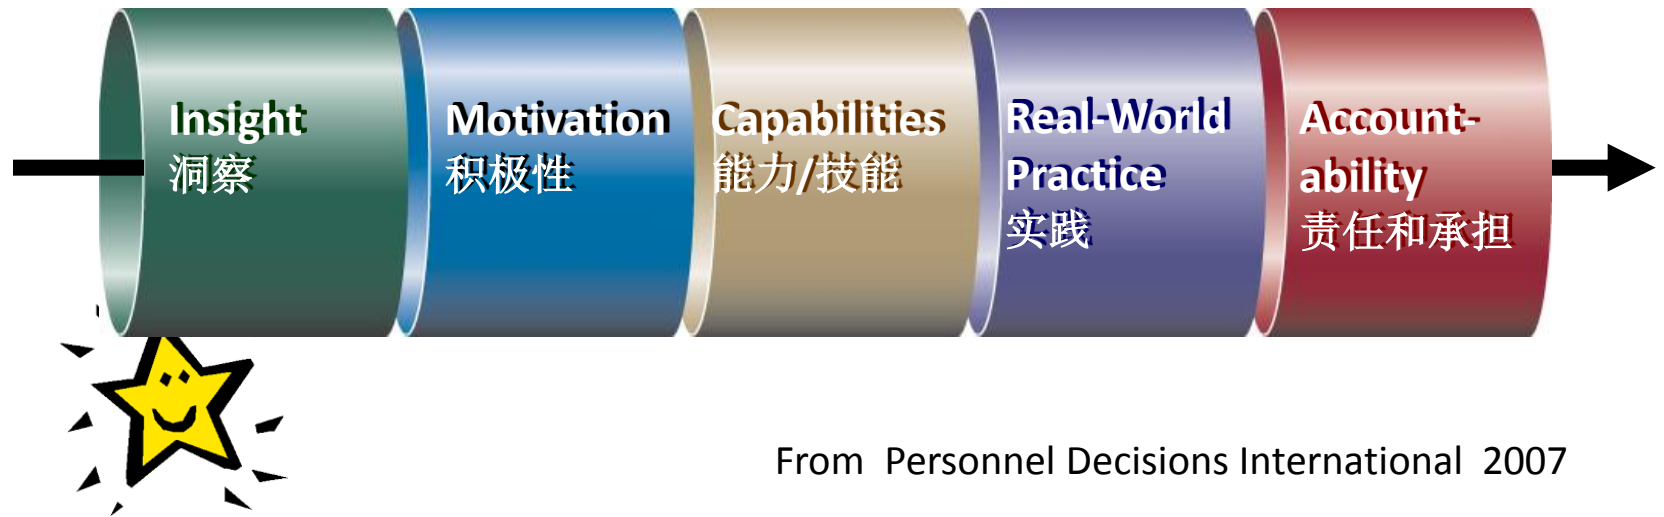 Insight
洞察
Motivation
积极性
Capabilities
能力/技能
Real-World
Practice
实践
Account-
ability
责任和承担
From Personnel Decisions International 2007